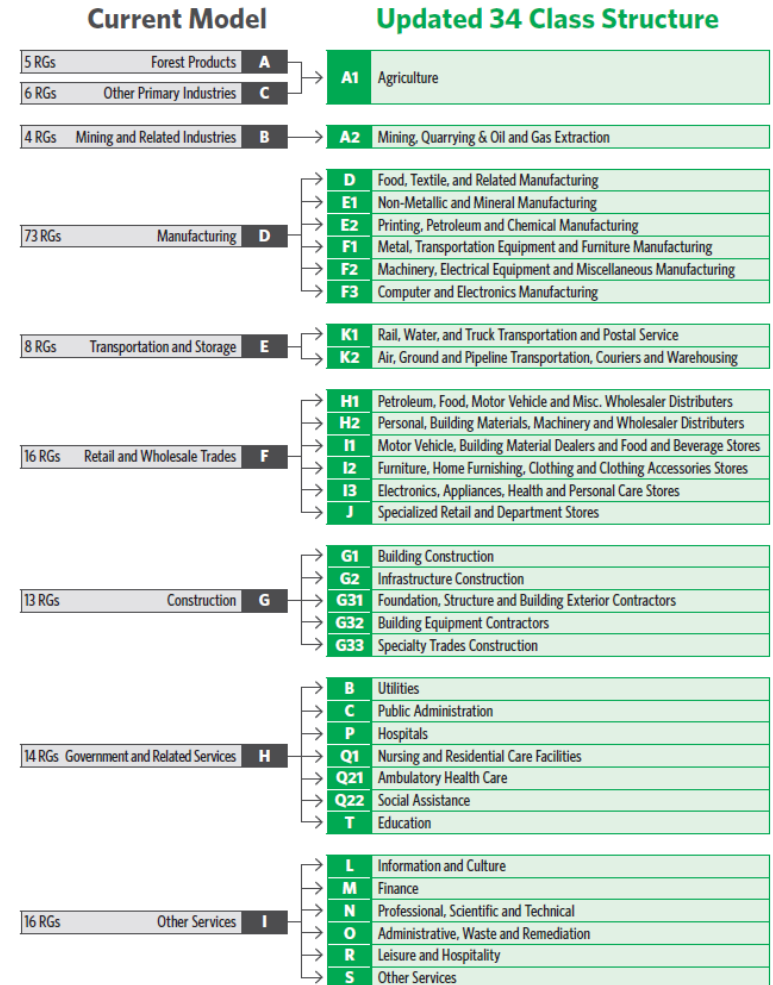 Current Model
Updated 34 Class Structure
5 RGs Forest Products A
6 RGs Other Primary Industries C
A1 Agriculture
4 RGs Mining and Related Industries B
A2 Mining, Quarrying & Oil and Gas Extraction
73 RGs Manufacturing D
D Food, Textile, and Related Manufacturing
E1 Non-Metallic and Mineral Manufacturing
E2 Printing, Petroleum and Chemical Manufacturing
F1 Metal, Transportation Equipment and Furniture Manufacturing
F2 Machinery, Electrical Equipment and Miscellaneous Manufacturing
F3 Computer and Electronics Manufacturing
8 RGs Transportation and Storage E
K1 Rail, Water, and Truck Transportation and Postal Service
K2 Air, Ground and Pipeline Transportation, Couriers and Warehousing
16 RGs Retail and Wholesale Trades F
H1 Petroleum, Food, Motor Vehicle and Misc. Wholesaler Distributers
H2 Personal, Building Materials, Machinery and Wholesaler Distributers
I1 Motor Vehicle, Building Material Dealers and Food and Beverage Stores
I2 Furniture, Home Furnishing, Clothing and Clothing Accessories Stores
I3 Electronics, Appliances, Health and Personal Care Stores
J Specialized Retail and Department Stores
13 RGs Construction G
G1 Building Construction
G2 Infrastructure Construction
G31 Foundation, Structure and Building Exterior Contractors
G32 Building Equipment Contractors
G33 Specialty Trades Construction
14 RGs Government and Related Services H
B Utilities
C Public Administration
P Hospitals
Q1 Nursing and Residential Care Facilities
Q21 Ambulatory Health Care
Q22 Social Assistance
T Education
16 RGs Other Services I
L Information and Culture
M Finance
N Professional, Scientific and Technical
O Administrative, Waste and Remediation
R Leisure and Hospitality
S Other Services